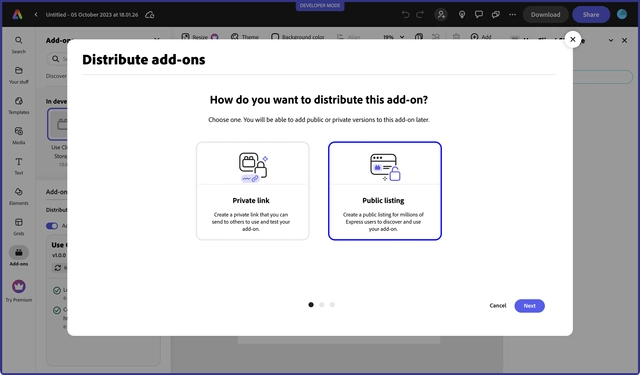 DEVELOPER MODE
Untitled - 05 October 2023 at 18.01.26
Download
Share
Resize
Theme
Background color
Align
19%
Add
Search
Your stuff
Templates
Media
Text
Elements
Grids
Add-ons
Try Premium
Add-ons
Discover
In deve
Use Cl
Stora
Add-on
Distribut
Ad
Use C
v1.0.0
Distribute add-ons
How do you want to distribute this add-on?
Choose one. You will be able to add public or private versions to this add-on later.
Private link
Create a private link that you can
send to others to use and test your
add-on.
Public listing
Create a public listing for millions of
Express users to discover and use
your add-on.
Cancel
Next